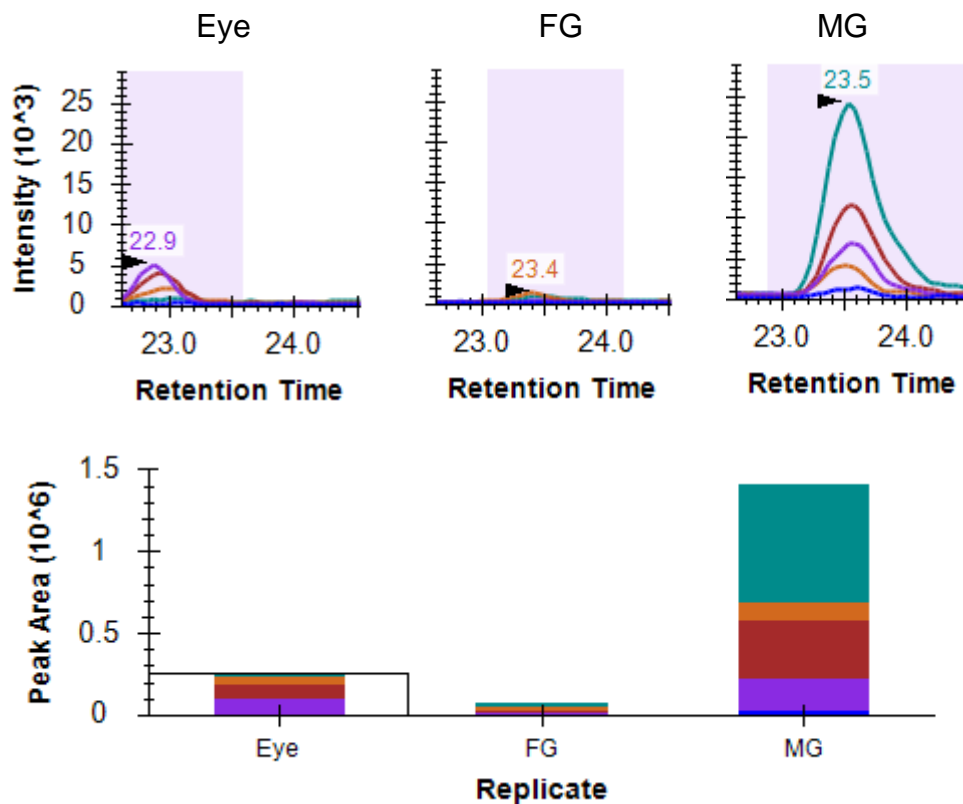 Eye FG MG
Intensity (10^3)
25
20
15
10
5
0
22.9
23.4
23.5
23.0 24.0 23.0 24.0 23.0 24.0
Retention Time Retention Time Retention Time
Peak Area (10^6)
1.5
1
0.5
0
Eye FG MG
Replicate